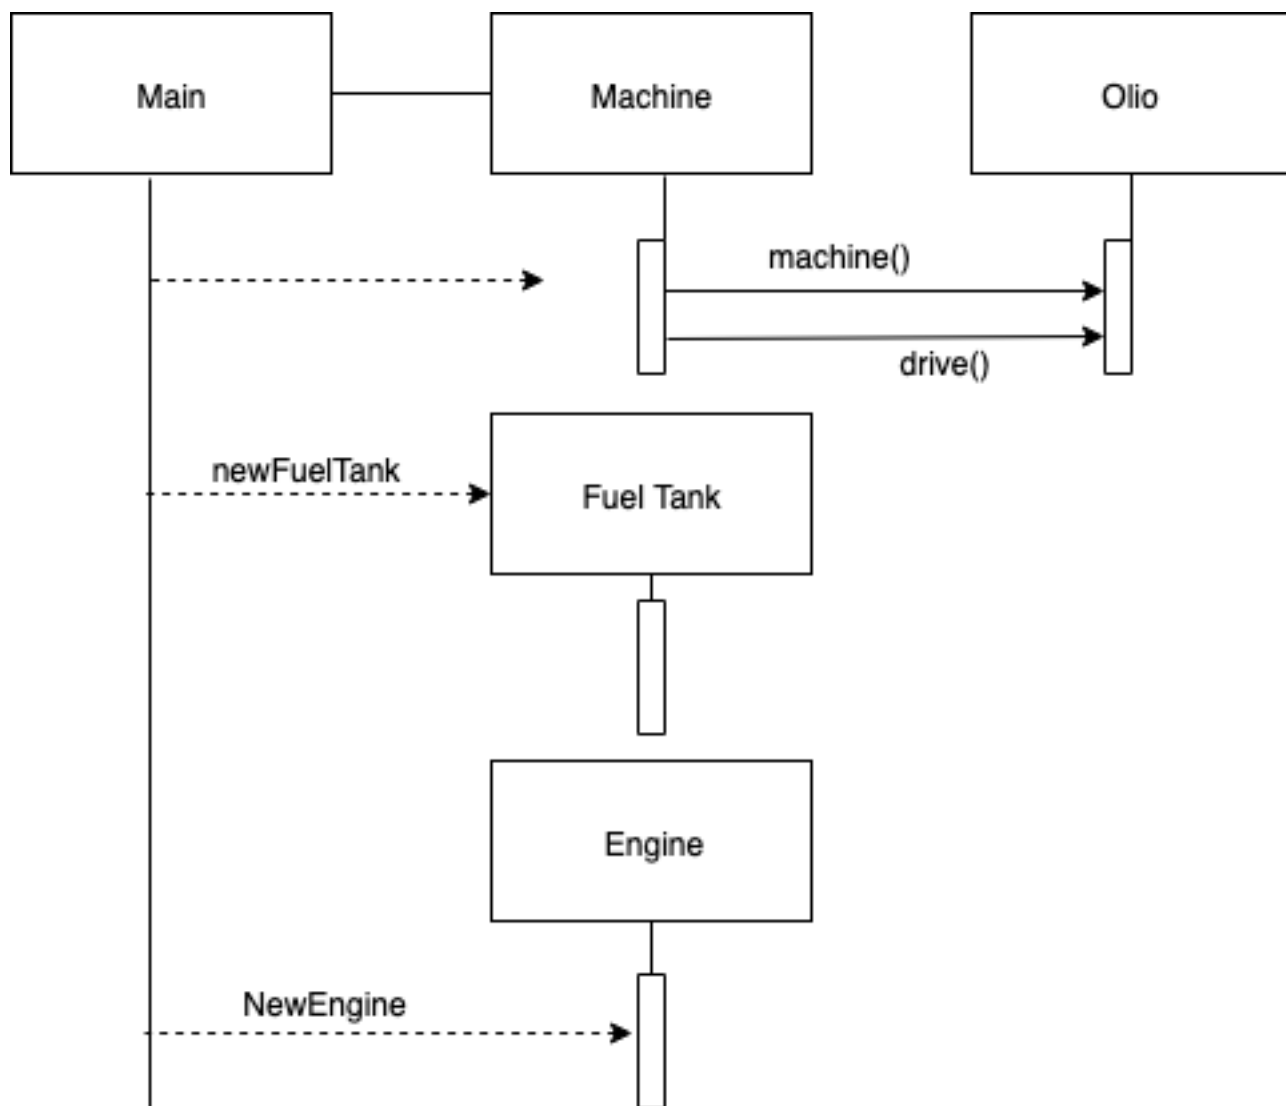 Main
Machine
Olio
machine()
drive()
newFuelTank
Fuel Tank
Engine
NewEngine